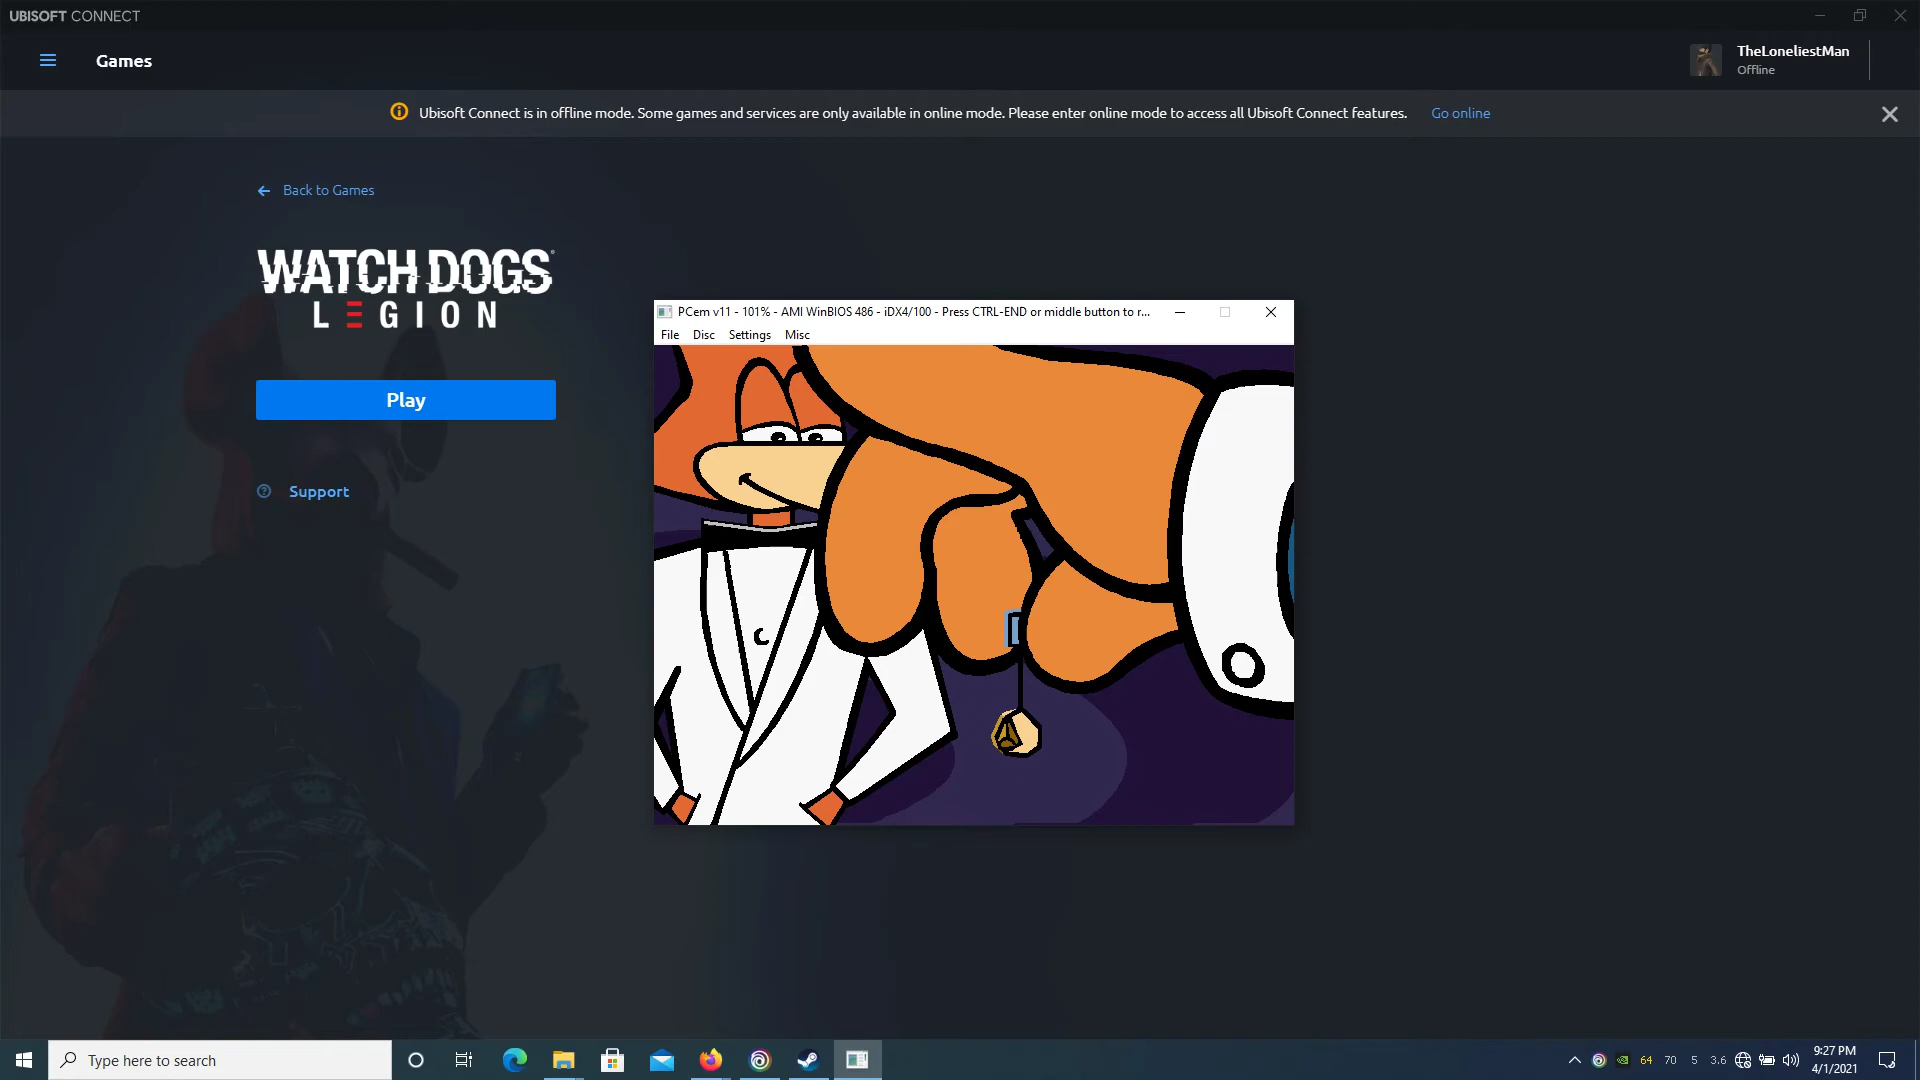 UBISOFT CONNECT
Games
TheLoneliestMan
Offline
Ubisoft Connect is in offline mode. Some games and services are only available in online mode. Please enter online mode to access all Ubisoft Connect features. Go online
Back to Games
WATCH DOGS
LEGION
Play
Support
PCem v11 - 101% - AMI WinBIOS 486 - iDX4/100 - Press CTRL-END or middle button to r...
File Disc Settings Misc
Type here to search
64 70 5 3.6
9:27 PM
4/1/2021